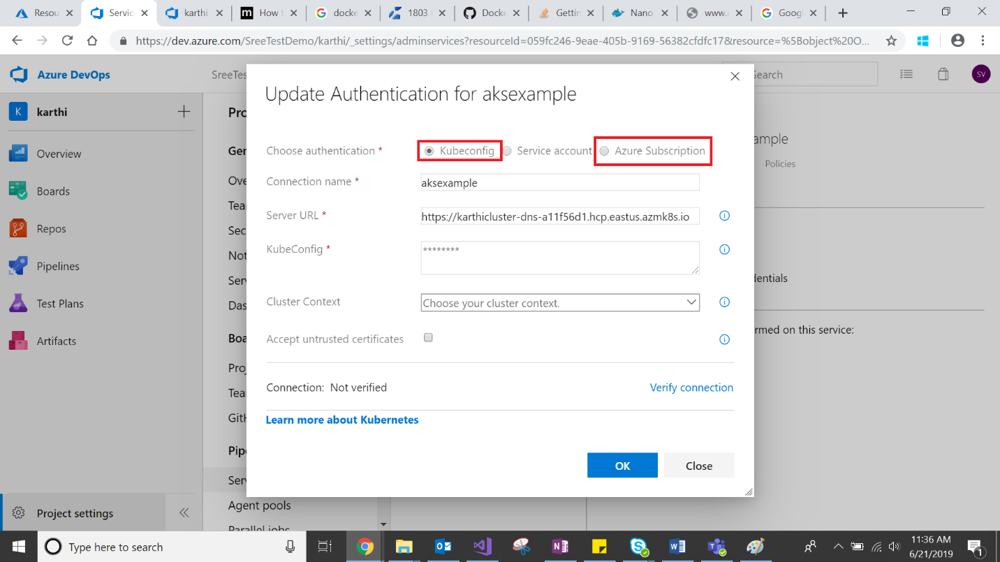 Resou
Servic
karthi
How t
docke
1803
Docke
Gettin
Nano
www.
Googl
https://dev.azure.com/SreeTestDemo/karthi/_settings/adminservices?resourceId=059fc246-9eae-405b-9169-56382cfdfc17&resource=%5Bobject%20O...
Azure DevOps
SreeTes
Search
SV
K karthi
Overview
Boards
Repos
Pipelines
Test Plans
Artifacts
Project settings
Pro
Gen
Ove
Tean
Sec
Not
Serv
Das
Boa
Proj
Tean
GitH
Pipe
Serv
Agent pools
Parallel jobs
Update Authentication for aksexample
Choose authentication * Kubeconfig Service account Azure Subscription
Connection name * aksexample
Server URL * https://karthicluster-dns-a11f56d1.hcp.eastus.azmk8s.io
KubeConfig * ********
Cluster Context Choose your cluster context.
Accept untrusted certificates
Connection: Not verified Verify connection
Learn more about Kubernetes
OK Close
ample
Policies
dentials
rmed on this service:
Type here to search
11:36 AM
6/21/2019
1